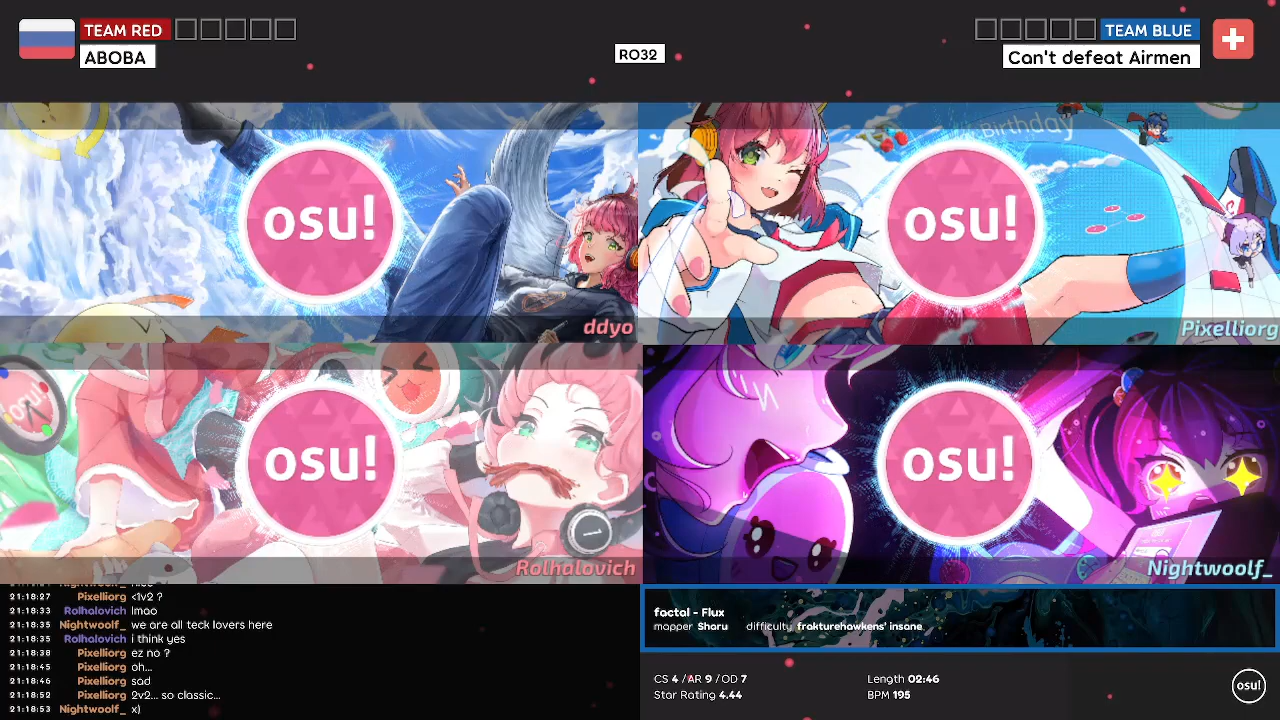 TEAM RED
ABOBA
RO32
TEAM BLUE
Can't defeat Airmen
Birthday
osu!
osu!
ddyo
Pixelliorg
osu!
osu!
osu!
Rolhalovich
Nightwoolf_
21:18:27 Pixelliorg <1v2 ?
21:18:33 Rolhalovich lmao
21:18:35 Nightwoolf_ we are all teck lovers here
21:18:35 Rolhalovich i think yes
21:18:38 Pixelliorg ez no ?
21:18:45 Pixelliorg oh...
21:18:46 Pixelliorg sad
21:18:52 Pixelliorg 2v2... so classic...
21:18:53 Nightwoolf_ x)
factal - Flux
mapper Sharu difficulty frakturehawkens' insane
CS 4 / AR 9 / OD 7
Star Rating 4.44
Length 02:46
BPM 195
osu!